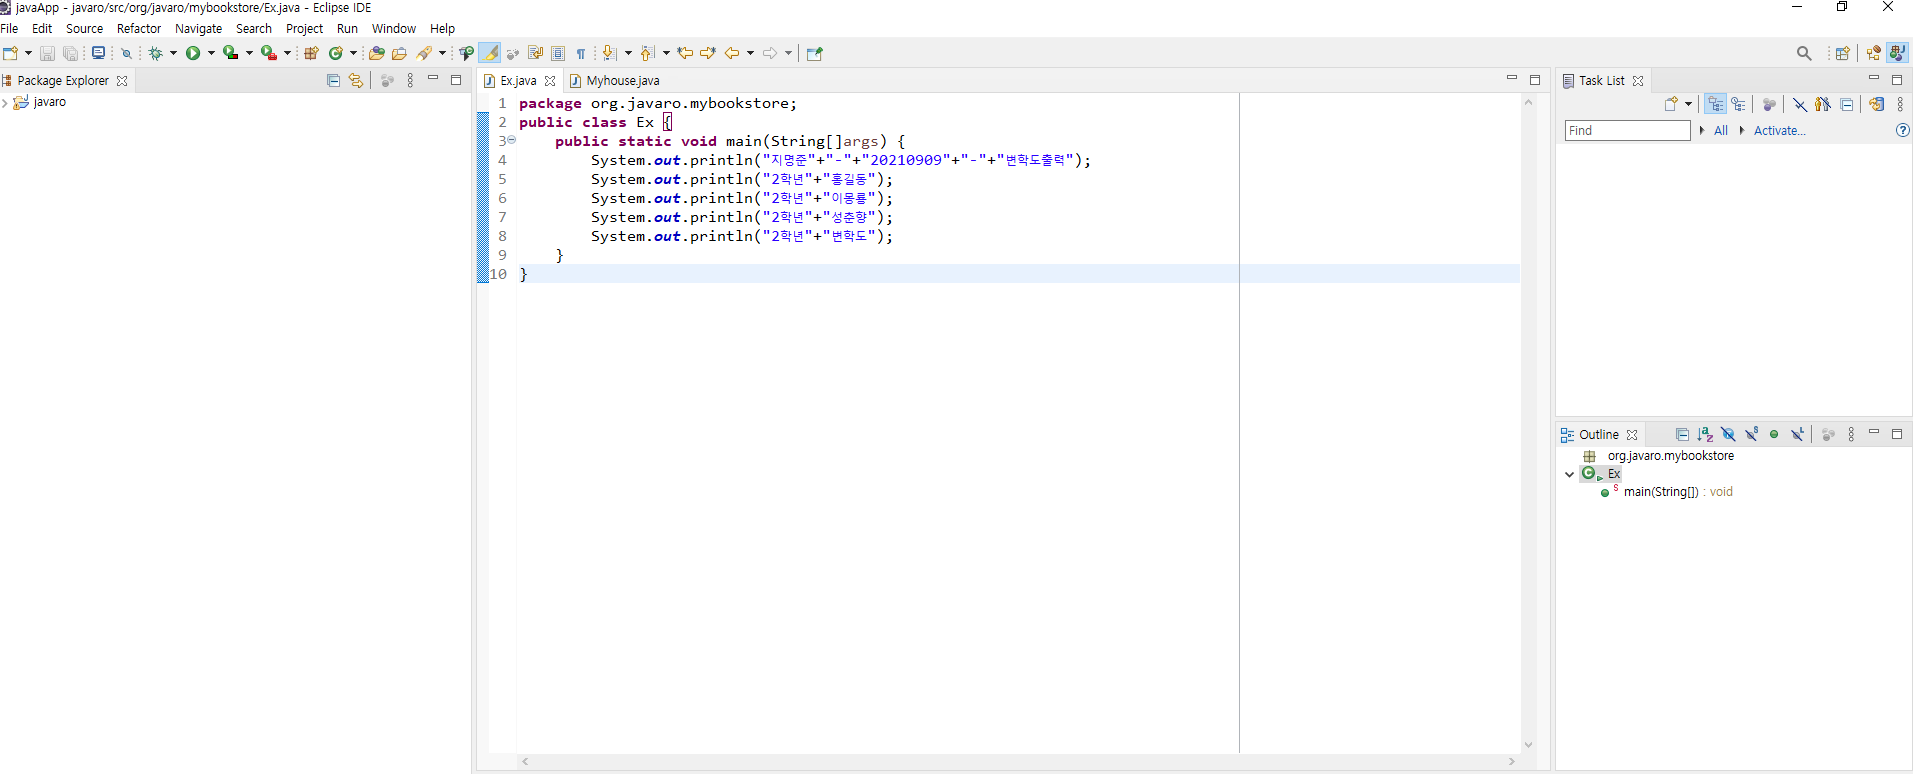 javaApp - javaro/src/org/javaro/mybookstore/Ex.java - Eclipse IDE
File Edit Source Refactor Navigate Search Project Run Window Help
Package Explorer
javaro
Ex.java Myhouse.java
1 package org.javaro.mybookstore;
2 public class Ex {
3 public static void main(String[]args) {
4 System.out.println("지명준"+"-"+"20210909"+"-"+"변학도출력");
5 System.out.println("2학년"+"홍길동");
6 System.out.println("2학년"+"이몽룡");
7 System.out.println("2학년"+"성춘향");
8 System.out.println("2학년"+"변학도");
9 }
10 }
Task List
Find All Activate...
Outline
org.javaro.mybookstore
Ex
main(String[]) : void